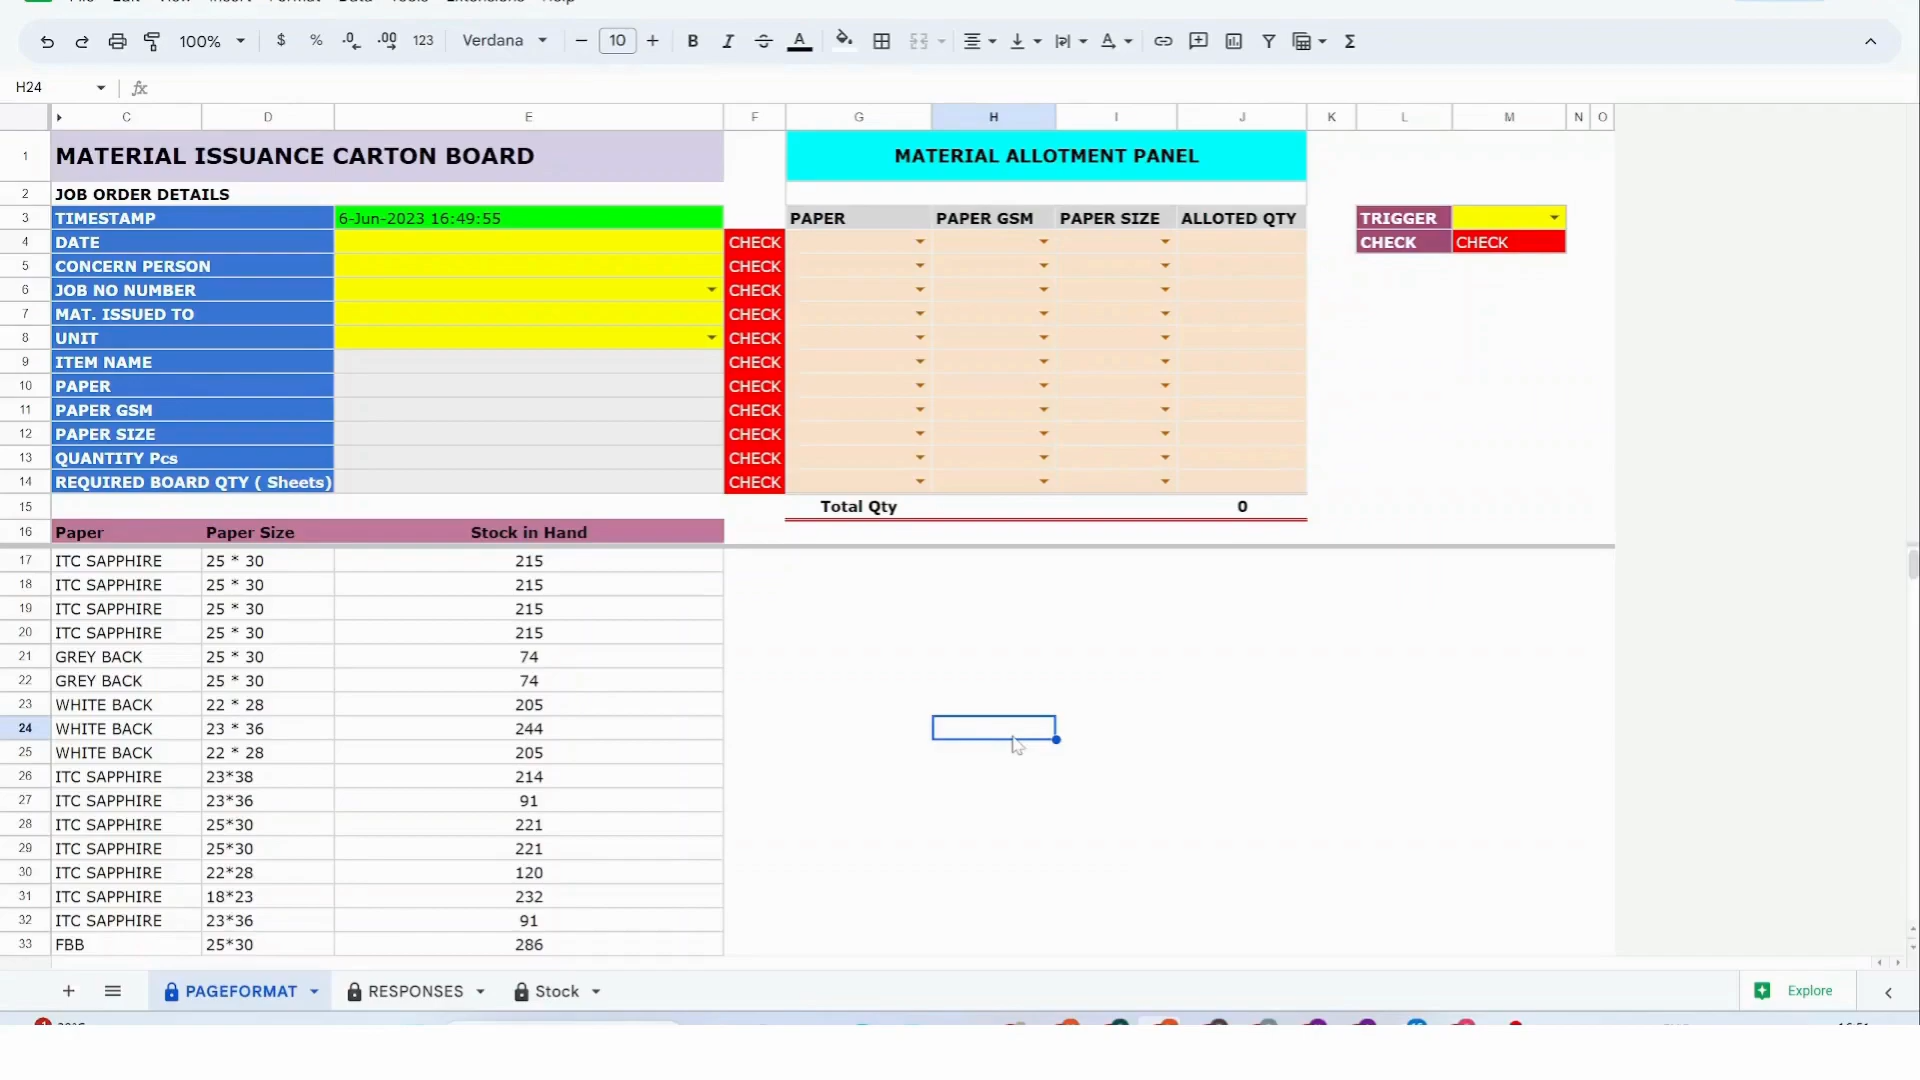 File Edit View Insert Format Data Tools Extensions Help
100% $ % .0 .00 123 Verdana 10 B I A
H24 fx
C D E F G H I J K L M N O
1 MATERIAL ISSUANCE CARTON BOARD MATERIAL ALLOTMENT PANEL
2 JOB ORDER DETAILS
3 TIMESTAMP 6-Jun-2023 16:49:55 PAPER PAPER GSM PAPER SIZE ALLOTED QTY TRIGGER
4 DATE CHECK CHECK CHECK
5 CONCERN PERSON CHECK
6 JOB NO NUMBER CHECK
7 MAT. ISSUED TO CHECK
8 UNIT CHECK
9 ITEM NAME CHECK
10 PAPER CHECK
11 PAPER GSM CHECK
12 PAPER SIZE CHECK
13 QUANTITY Pcs CHECK
14 REQUIRED BOARD QTY ( Sheets) CHECK
15 Total Qty 0
16 Paper Paper Size Stock in Hand
17 ITC SAPPHIRE 25 * 30 215
18 ITC SAPPHIRE 25 * 30 215
19 ITC SAPPHIRE 25 * 30 215
20 ITC SAPPHIRE 25 * 30 215
21 GREY BACK 25 * 30 74
22 GREY BACK 25 * 30 74
23 WHITE BACK 22 * 28 205
24 WHITE BACK 23 * 36 244
25 WHITE BACK 22 * 28 205
26 ITC SAPPHIRE 23*38 214
27 ITC SAPPHIRE 23*36 91
28 ITC SAPPHIRE 25*30 221
29 ITC SAPPHIRE 25*30 221
30 ITC SAPPHIRE 22*28 120
31 ITC SAPPHIRE 18*23 232
32 ITC SAPPHIRE 23*36 91
33 FBB 25*30 286
PAGEFORMAT RESPONSES Stock Explore